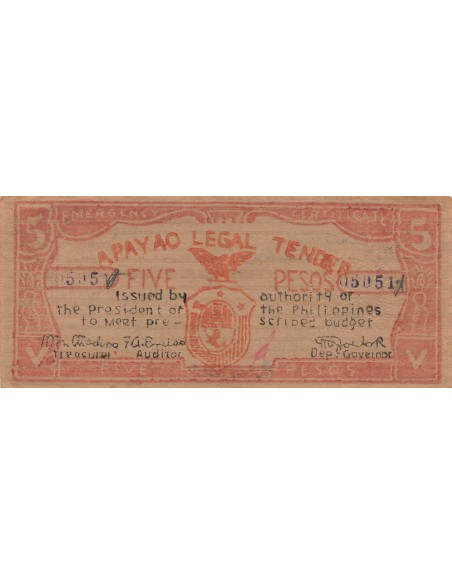 EMERGENCY CERTIFICATE
5 5
APAYAO LEGAL TENDER
05051 FIVE PESOS 05051
Issued by authority of
the President of the Philippines
to Meet pre- scribed budget
Treasurer Auditor Dep. Governor
V FIVE PESOS V